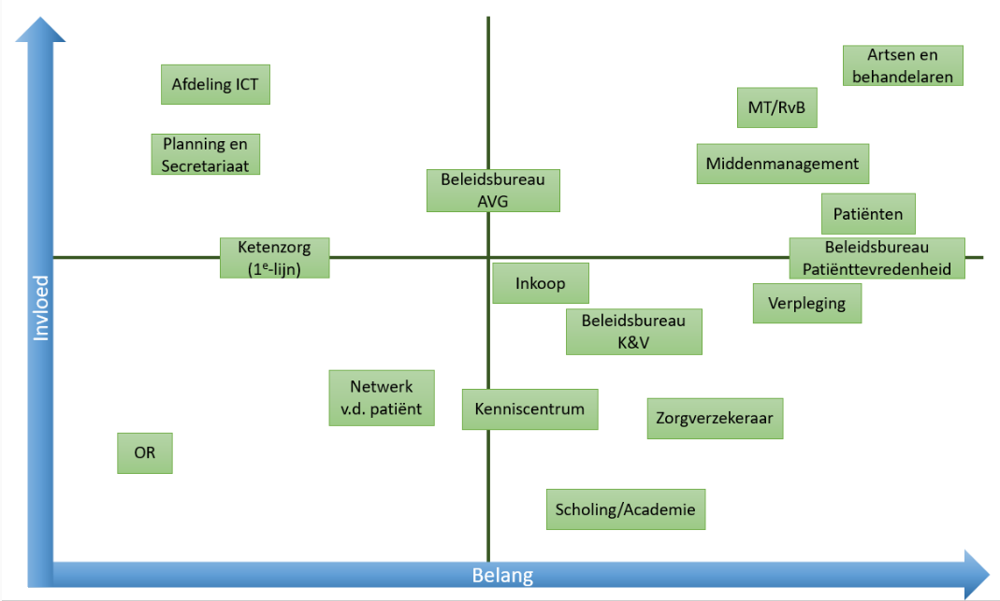 Artsen en
behandelaren
Afdeling ICT
MT/RvB
Planning en
Secretariaat
Middenmanagement
Beleidsbureau
AVG
Patiënten
Ketenzorg
(1e-lijn)
Beleidsbureau
Patiënttevredenheid
Inkoop
Verpleging
Beleidsbureau
K&V
Invloed
Netwerk
v.d. patiënt
Kenniscentrum
Zorgverzekeraar
OR
Scholing/Academie
Belang